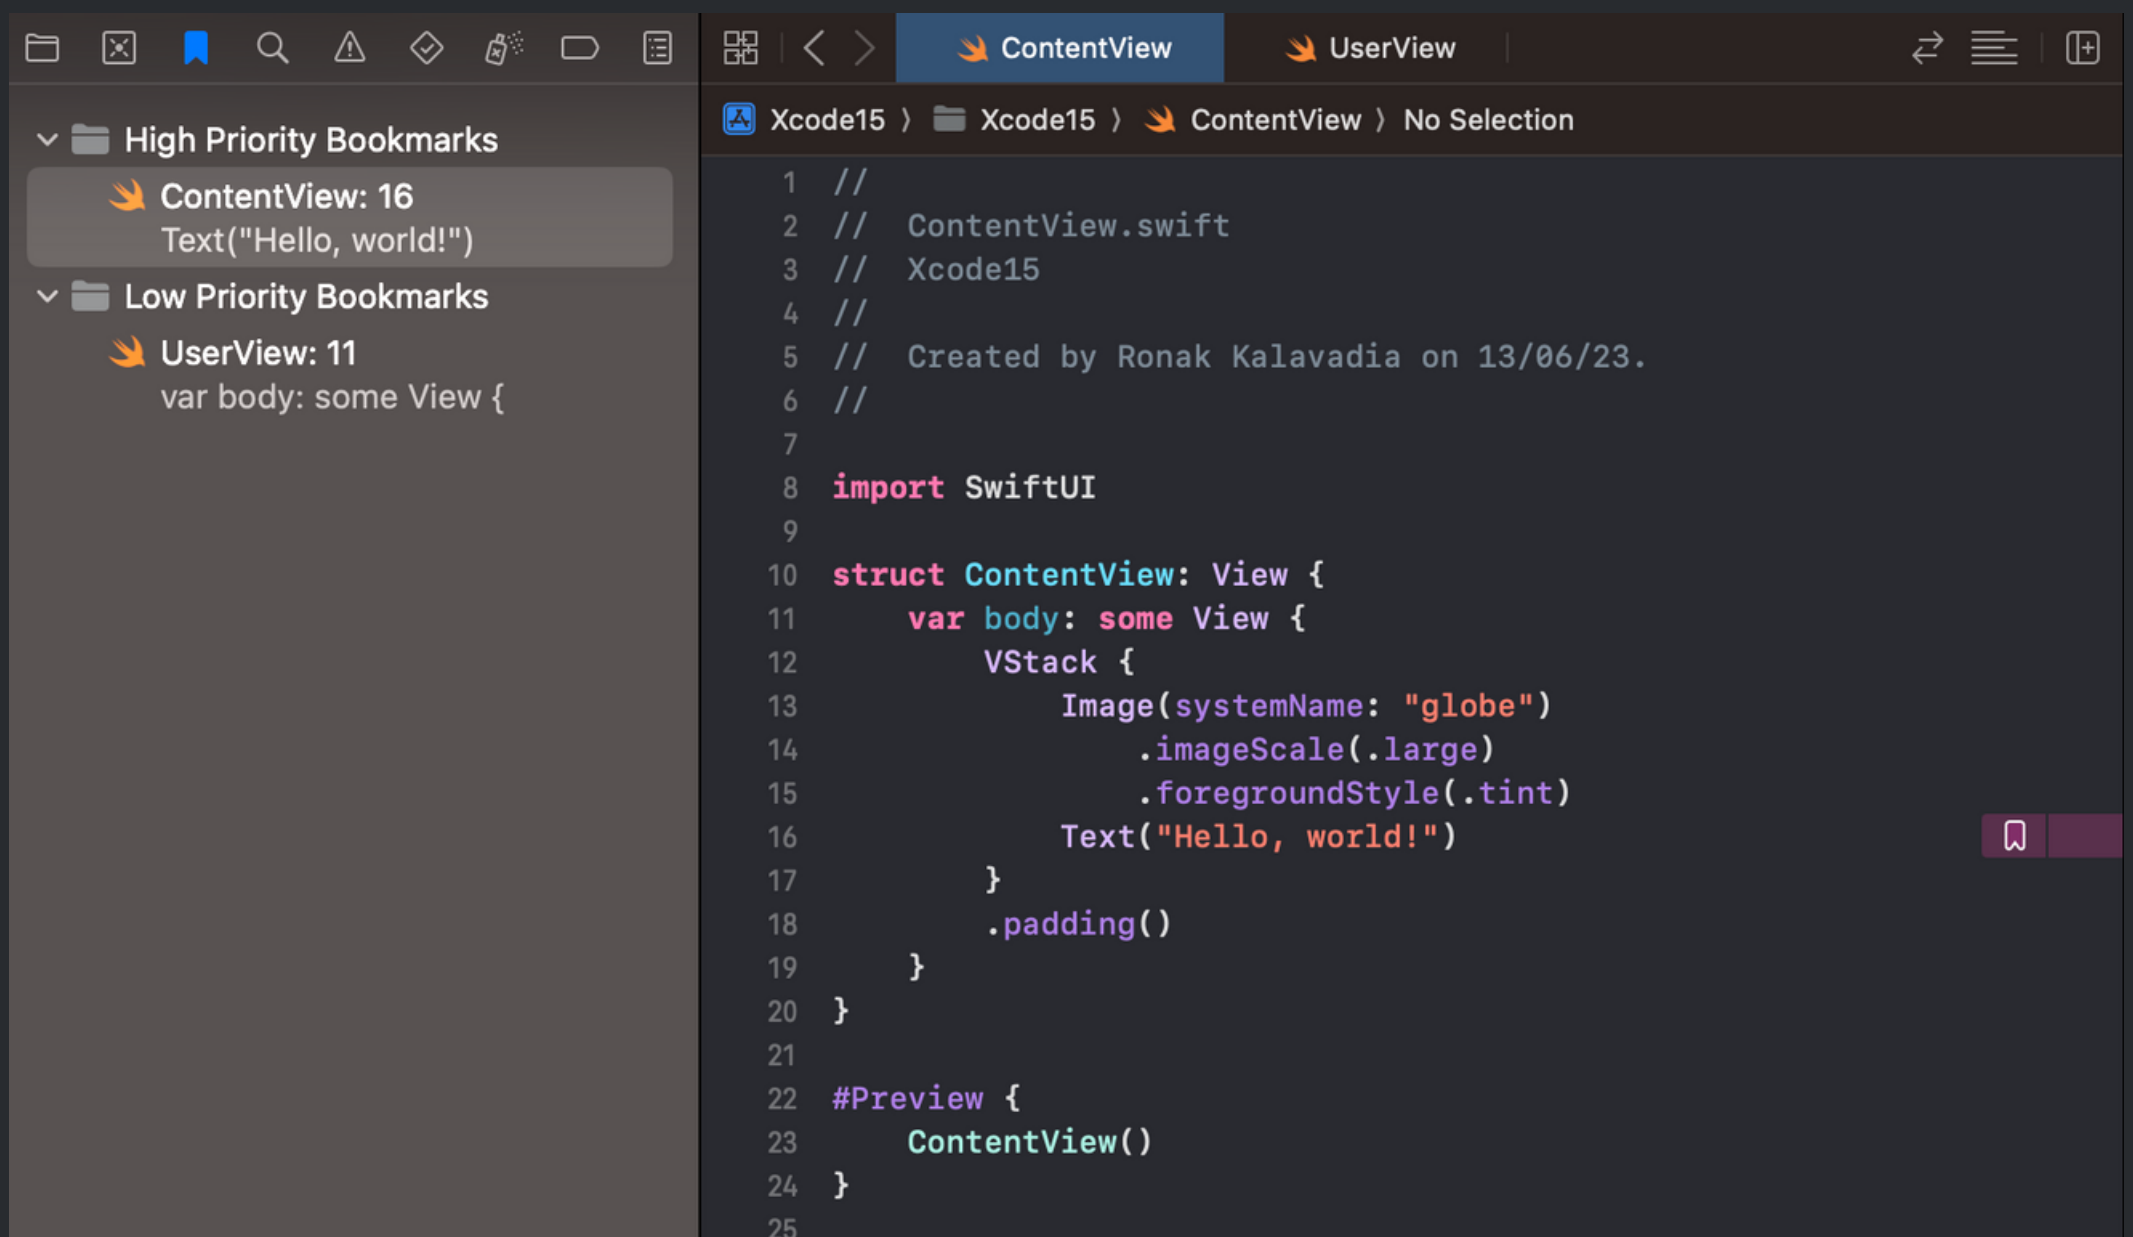 High Priority Bookmarks
ContentView: 16
Text("Hello, world!")
Low Priority Bookmarks
UserView: 11
var body: some View {
ContentView
UserView
Xcode15 〉 Xcode15 〉 ContentView 〉 No Selection
1 //
2 //  ContentView.swift
3 //  Xcode15
4 //
5 //  Created by Ronak Kalavadia on 13/06/23.
6 //
7
8 import SwiftUI
9
10 struct ContentView: View {
11     var body: some View {
12         VStack {
13             Image(systemName: "globe")
14                 .imageScale(.large)
15                 .foregroundStyle(.tint)
16             Text("Hello, world!")
17         }
18         .padding()
19     }
20 }
21
22 #Preview {
23     ContentView()
24 }
25